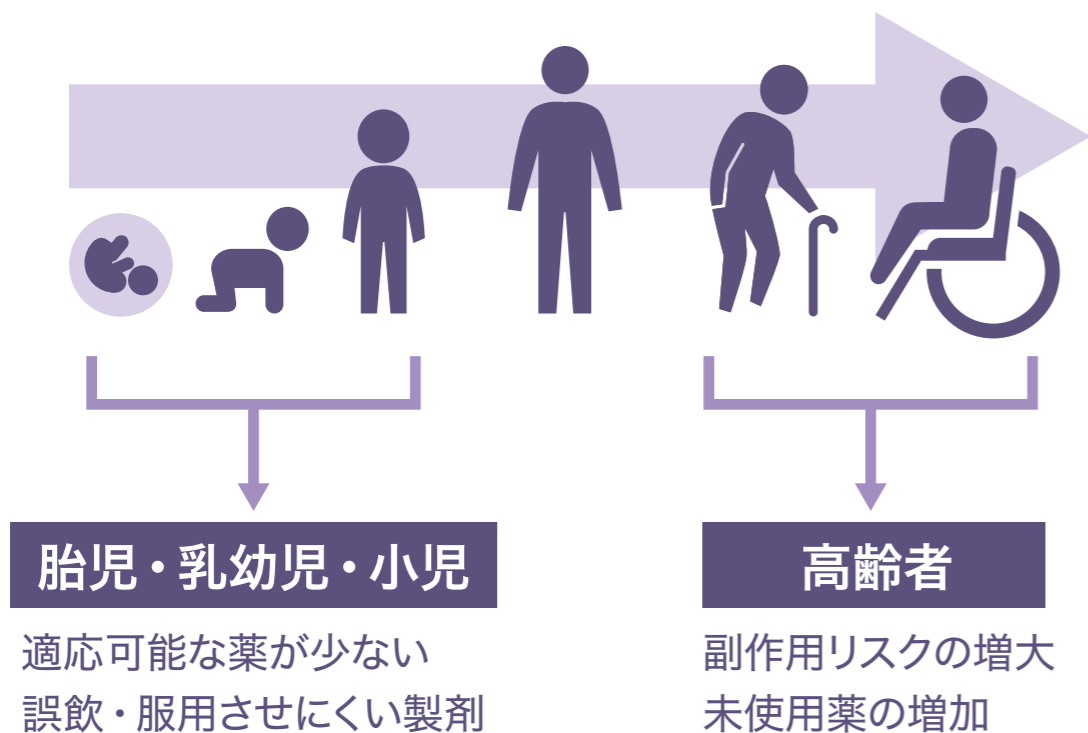 胎児・乳幼児・小児
適応可能な薬が少ない
誤飲・服用させにくい製剤
高齢者
副作用リスクの増大
未使用薬の増加